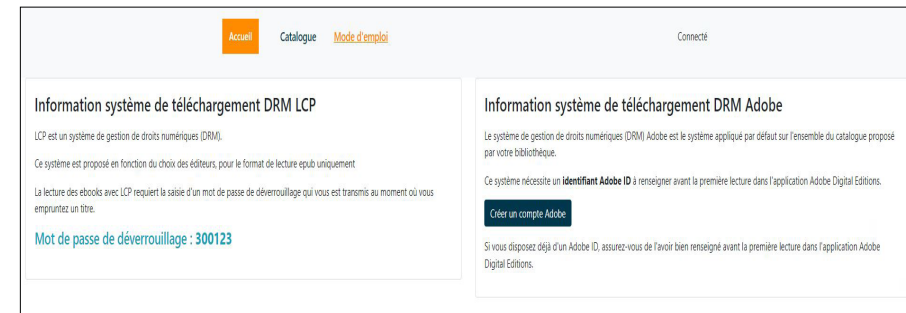 Accueil
Catalogue
Mode d'emploi
Connecté
Information système de téléchargement DRM LCP
LCP est un système de gestion de droits numériques (DRM).
Ce système est proposé en fonction du choix des éditeurs, pour le format de lecture epub uniquement
La lecture des ebooks avec LCP requiert la saisie d'un mot de passe de déverrouillage qui vous est transmis au moment où vous
empruntez un titre.
Mot de passe de déverrouillage : 300123
Information système de téléchargement DRM Adobe
Le système de gestion de droits numériques (DRM) Adobe est le système appliqué par défaut sur l'ensemble du catalogue proposé
par votre bibliothèque.
Ce système nécessite un identifiant Adobe ID à renseigner avant la première lecture dans l'application Adobe Digital Editions.
Créer un compte Adobe
Si vous disposez déjà d'un Adobe ID, assurez-vous de l'avoir bien renseigné avant la première lecture dans l'application Adobe
Digital Editions.